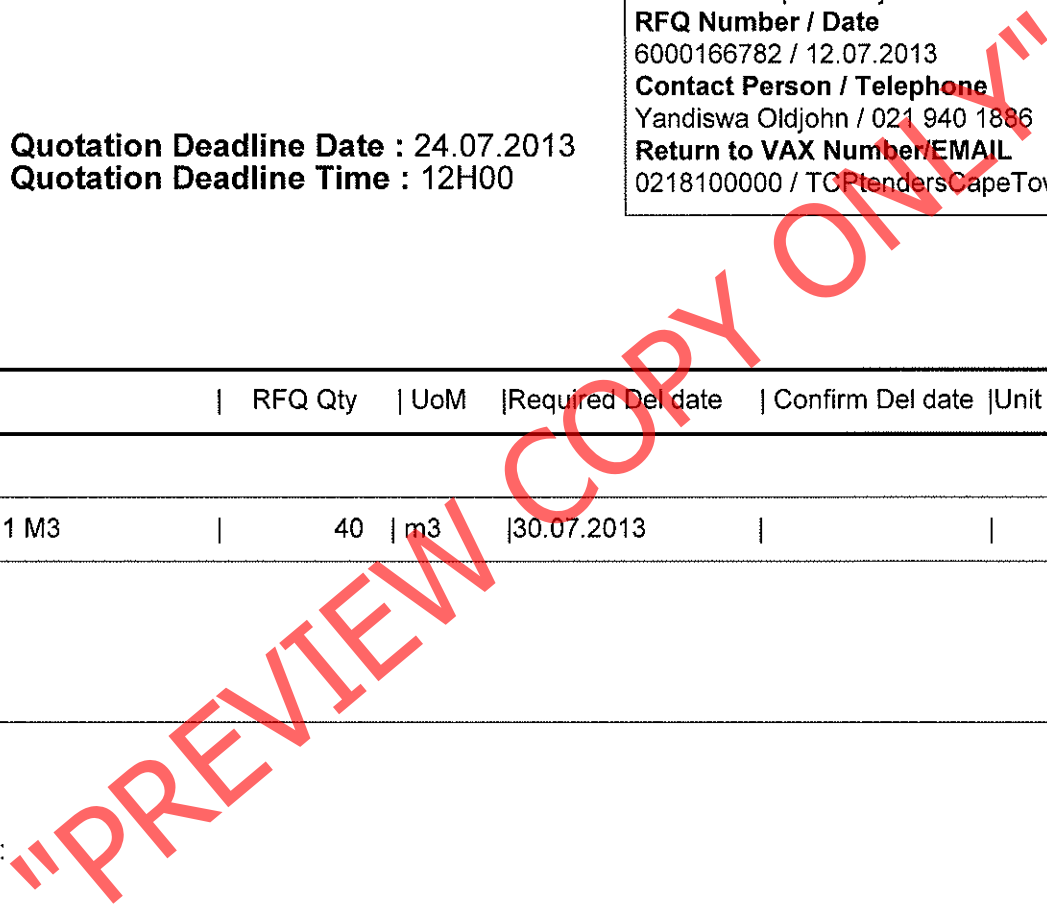 RFQ Number / Date
6000166782 / 12.07.2013
Contact Person / Telephone
Yandiswa Oldjohn / 021 940 1886
Return to VAX Number/EMAIL
0218100000 / TCPtendersCapeTow
Quotation Deadline Date : 24.07.2013
Quotation Deadline Time : 12H00
| RFQ Qty | UoM |Required Del date | Confirm Del date |Unit
1 M3 | 40 | m3 |30.07.2013 | |
:
"PREVIEW COPY ONLY"